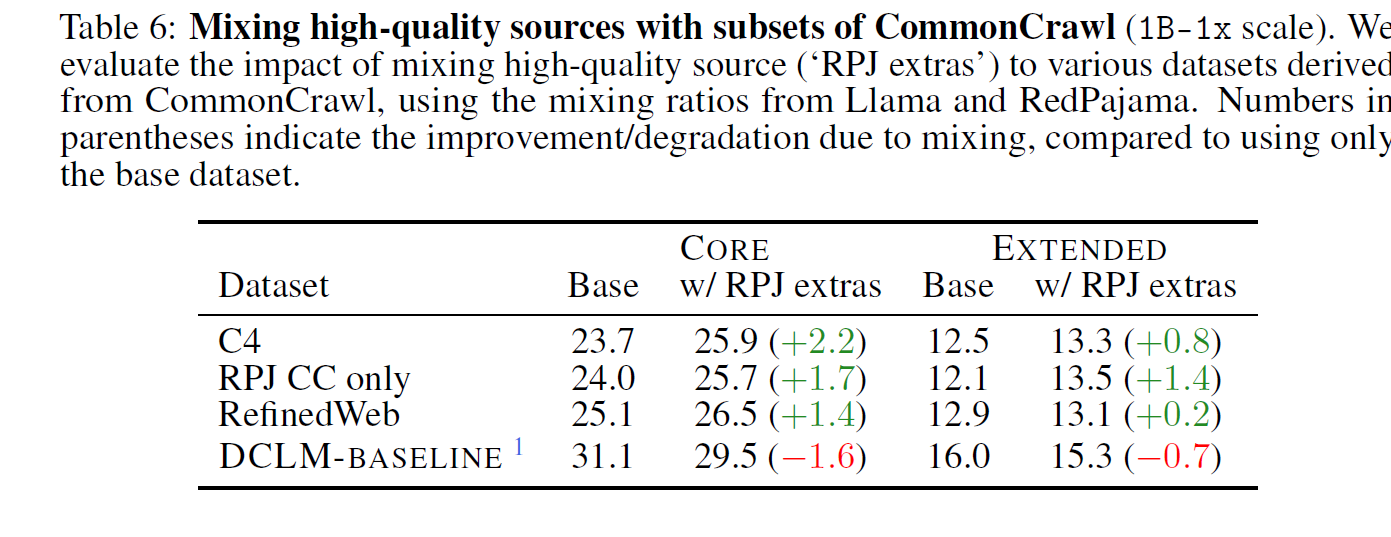 Table 6: Mixing high-quality sources with subsets of CommonCrawl (1B-1x scale). We
evaluate the impact of mixing high-quality source (‘RPJ extras’) to various datasets derived
from CommonCrawl, using the mixing ratios from Llama and RedPajama. Numbers in
parentheses indicate the improvement/degradation due to mixing, compared to using only
the base dataset.
CORE EXTENDED
Dataset Base w/ RPJ extras Base w/ RPJ extras
C4 23.7 25.9 (+2.2) 12.5 13.3 (+0.8)
RPJ CC only 24.0 25.7 (+1.7) 12.1 13.5 (+1.4)
RefinedWeb 25.1 26.5 (+1.4) 12.9 13.1 (+0.2)
DCLM-BASELINE 1 31.1 29.5 (−1.6) 16.0 15.3 (−0.7)